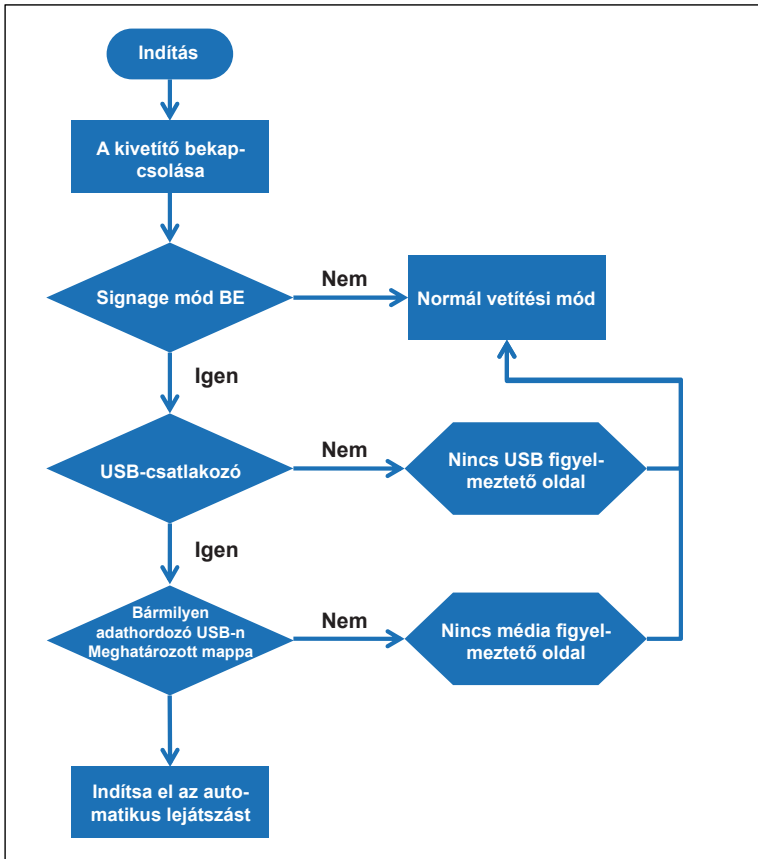 Indítás
A kivetítő bekap-
csolása
Signage mód BE
Nem
Normál vetítési mód
Igen
USB-csatlakozó
Nem
Nincs USB figyel-
meztető oldal
Igen
Bármilyen
adathordozó USB-n
Meghatározott mappa
Nem
Nincs média figyel-
meztető oldal
Indítsa el az auto-
matikus lejátszást